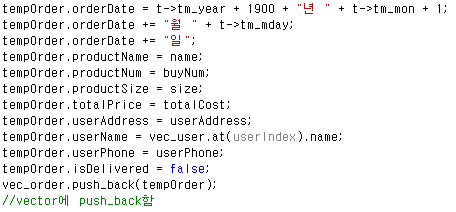 tempOrder.orderDate = t->tm_year + 1900 + "년 " + t->tm_mon + 1;
tempOrder.orderDate += "월 " + t->tm_mday;
tempOrder.orderDate += "일";
tempOrder.productName = name;
tempOrder.productNum = buyNum;
tempOrder.productSize = size;
tempOrder.totalPrice = totalCost;
tempOrder.userAddress = userAddress;
tempOrder.userName = vec_user.at(userIndex).name;
tempOrder.userPhone = userPhone;
tempOrder.isDelivered = false;
vec_order.push_back(tempOrder);
//vector에 push_back함